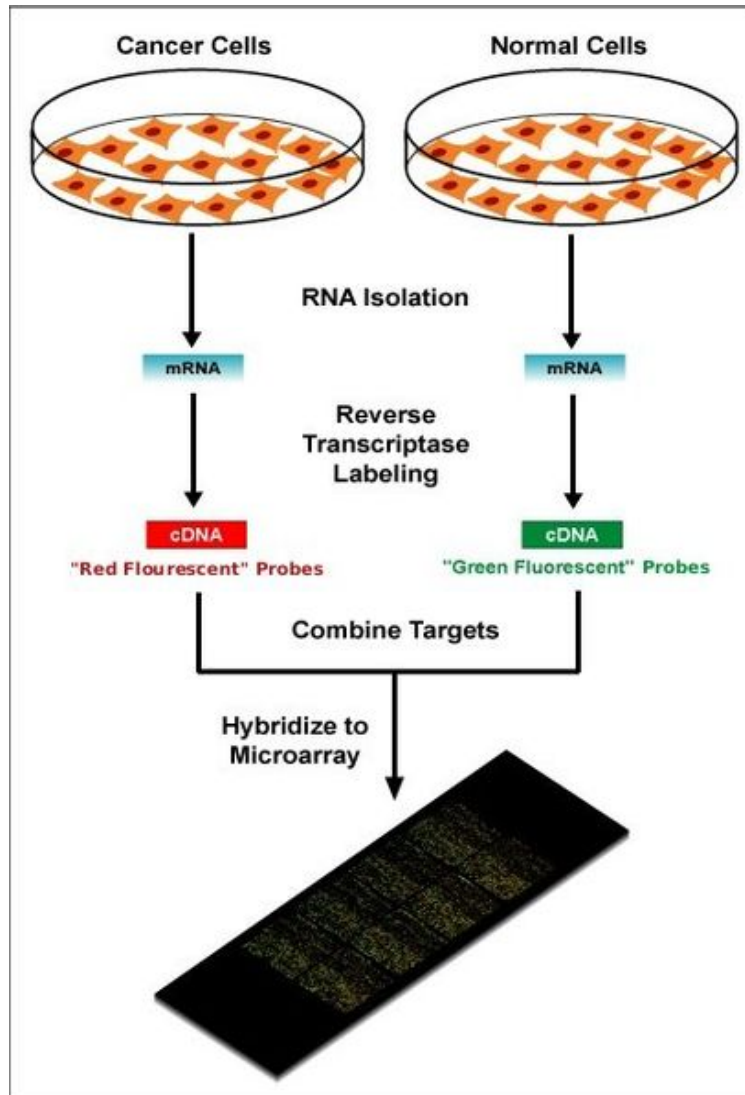 Cancer Cells
Normal Cells
RNA Isolation
mRNA
mRNA
Reverse
Transcriptase
Labeling
cDNA
cDNA
"Red Flourescent" Probes
"Green Fluorescent" Probes
Combine Targets
Hybridize to
Microarray